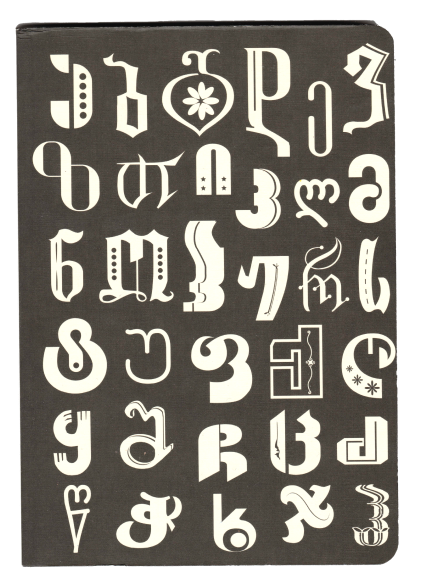 ა ბ გ დ ე ვ
ზ თ ი კ ლ მ
ნ ო პ ჟ რ ს
ტ უ ფ ქ ღ
ყ შ ჩ ც ძ
წ ჭ ხ ჯ ჰ